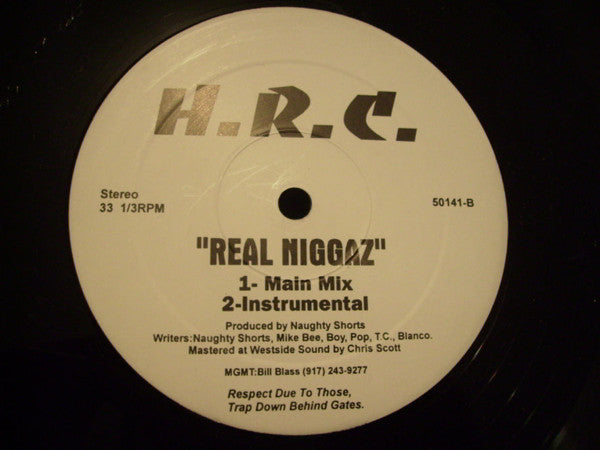 H.R.C.
Stereo
33 1/3RPM
50141-B
"REAL NIGGAZ"
1- Main Mix
2-Instrumental
Produced by Naughty Shorts
Writers:Naughty Shorts, Mike Bee, Boy, Pop, T.C., Blanco.
Mastered at Westside Sound by Chris Scott
MGMT:Bill Blass (917) 243-9277
Respect Due To Those,
Trap Down Behind Gates.